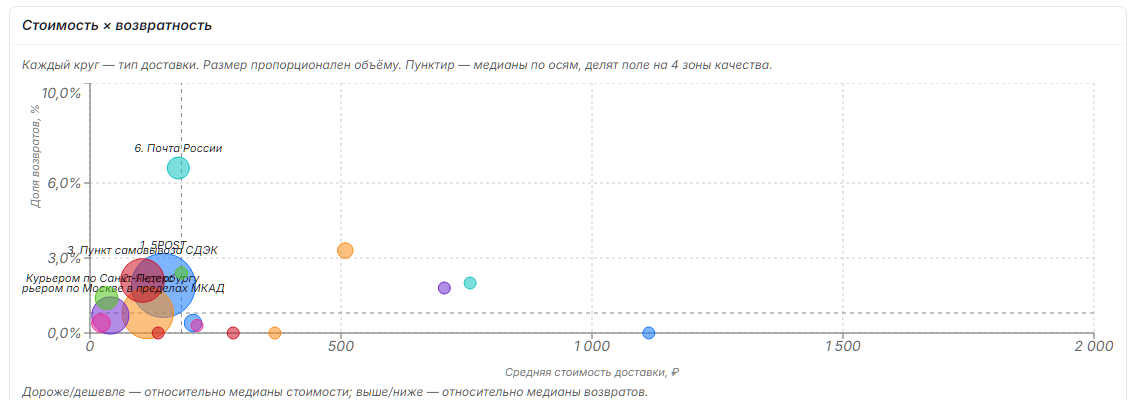 Стоимость × возвратность
Каждый круг — тип доставки. Размер пропорционален объёму. Пунктир — медианы по осям, делят поле на 4 зоны качества.
10,0%
Доля возвратов, %
6. Почта России
6,0%
1. 5POST
3. Пункт самовывоза СДЭК
3,0%
Курьером по Санкт-Петербургу
рьером по Москве в пределах МКАД
0,0%
0
500
1 000
1 500
2 000
Средняя стоимость доставки, ₽
Дороже/дешевле — относительно медианы стоимости; выше/ниже — относительно медианы возвратов.